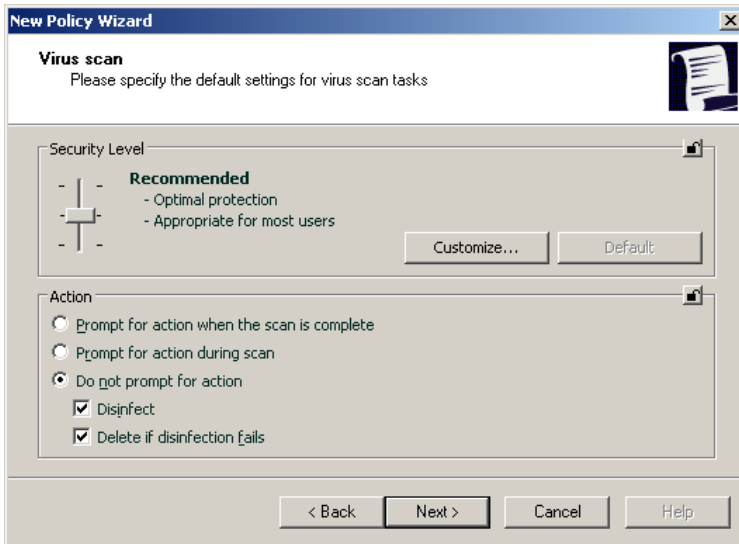 New Policy Wizard
Virus scan
Please specify the default settings for virus scan tasks
Security Level
Recommended
- Optimal protection
- Appropriate for most users
Customize...
Default
Action
Prompt for action when the scan is complete
Prompt for action during scan
Do not prompt for action
Disinfect
Delete if disinfection fails
< Back
Next >
Cancel
Help